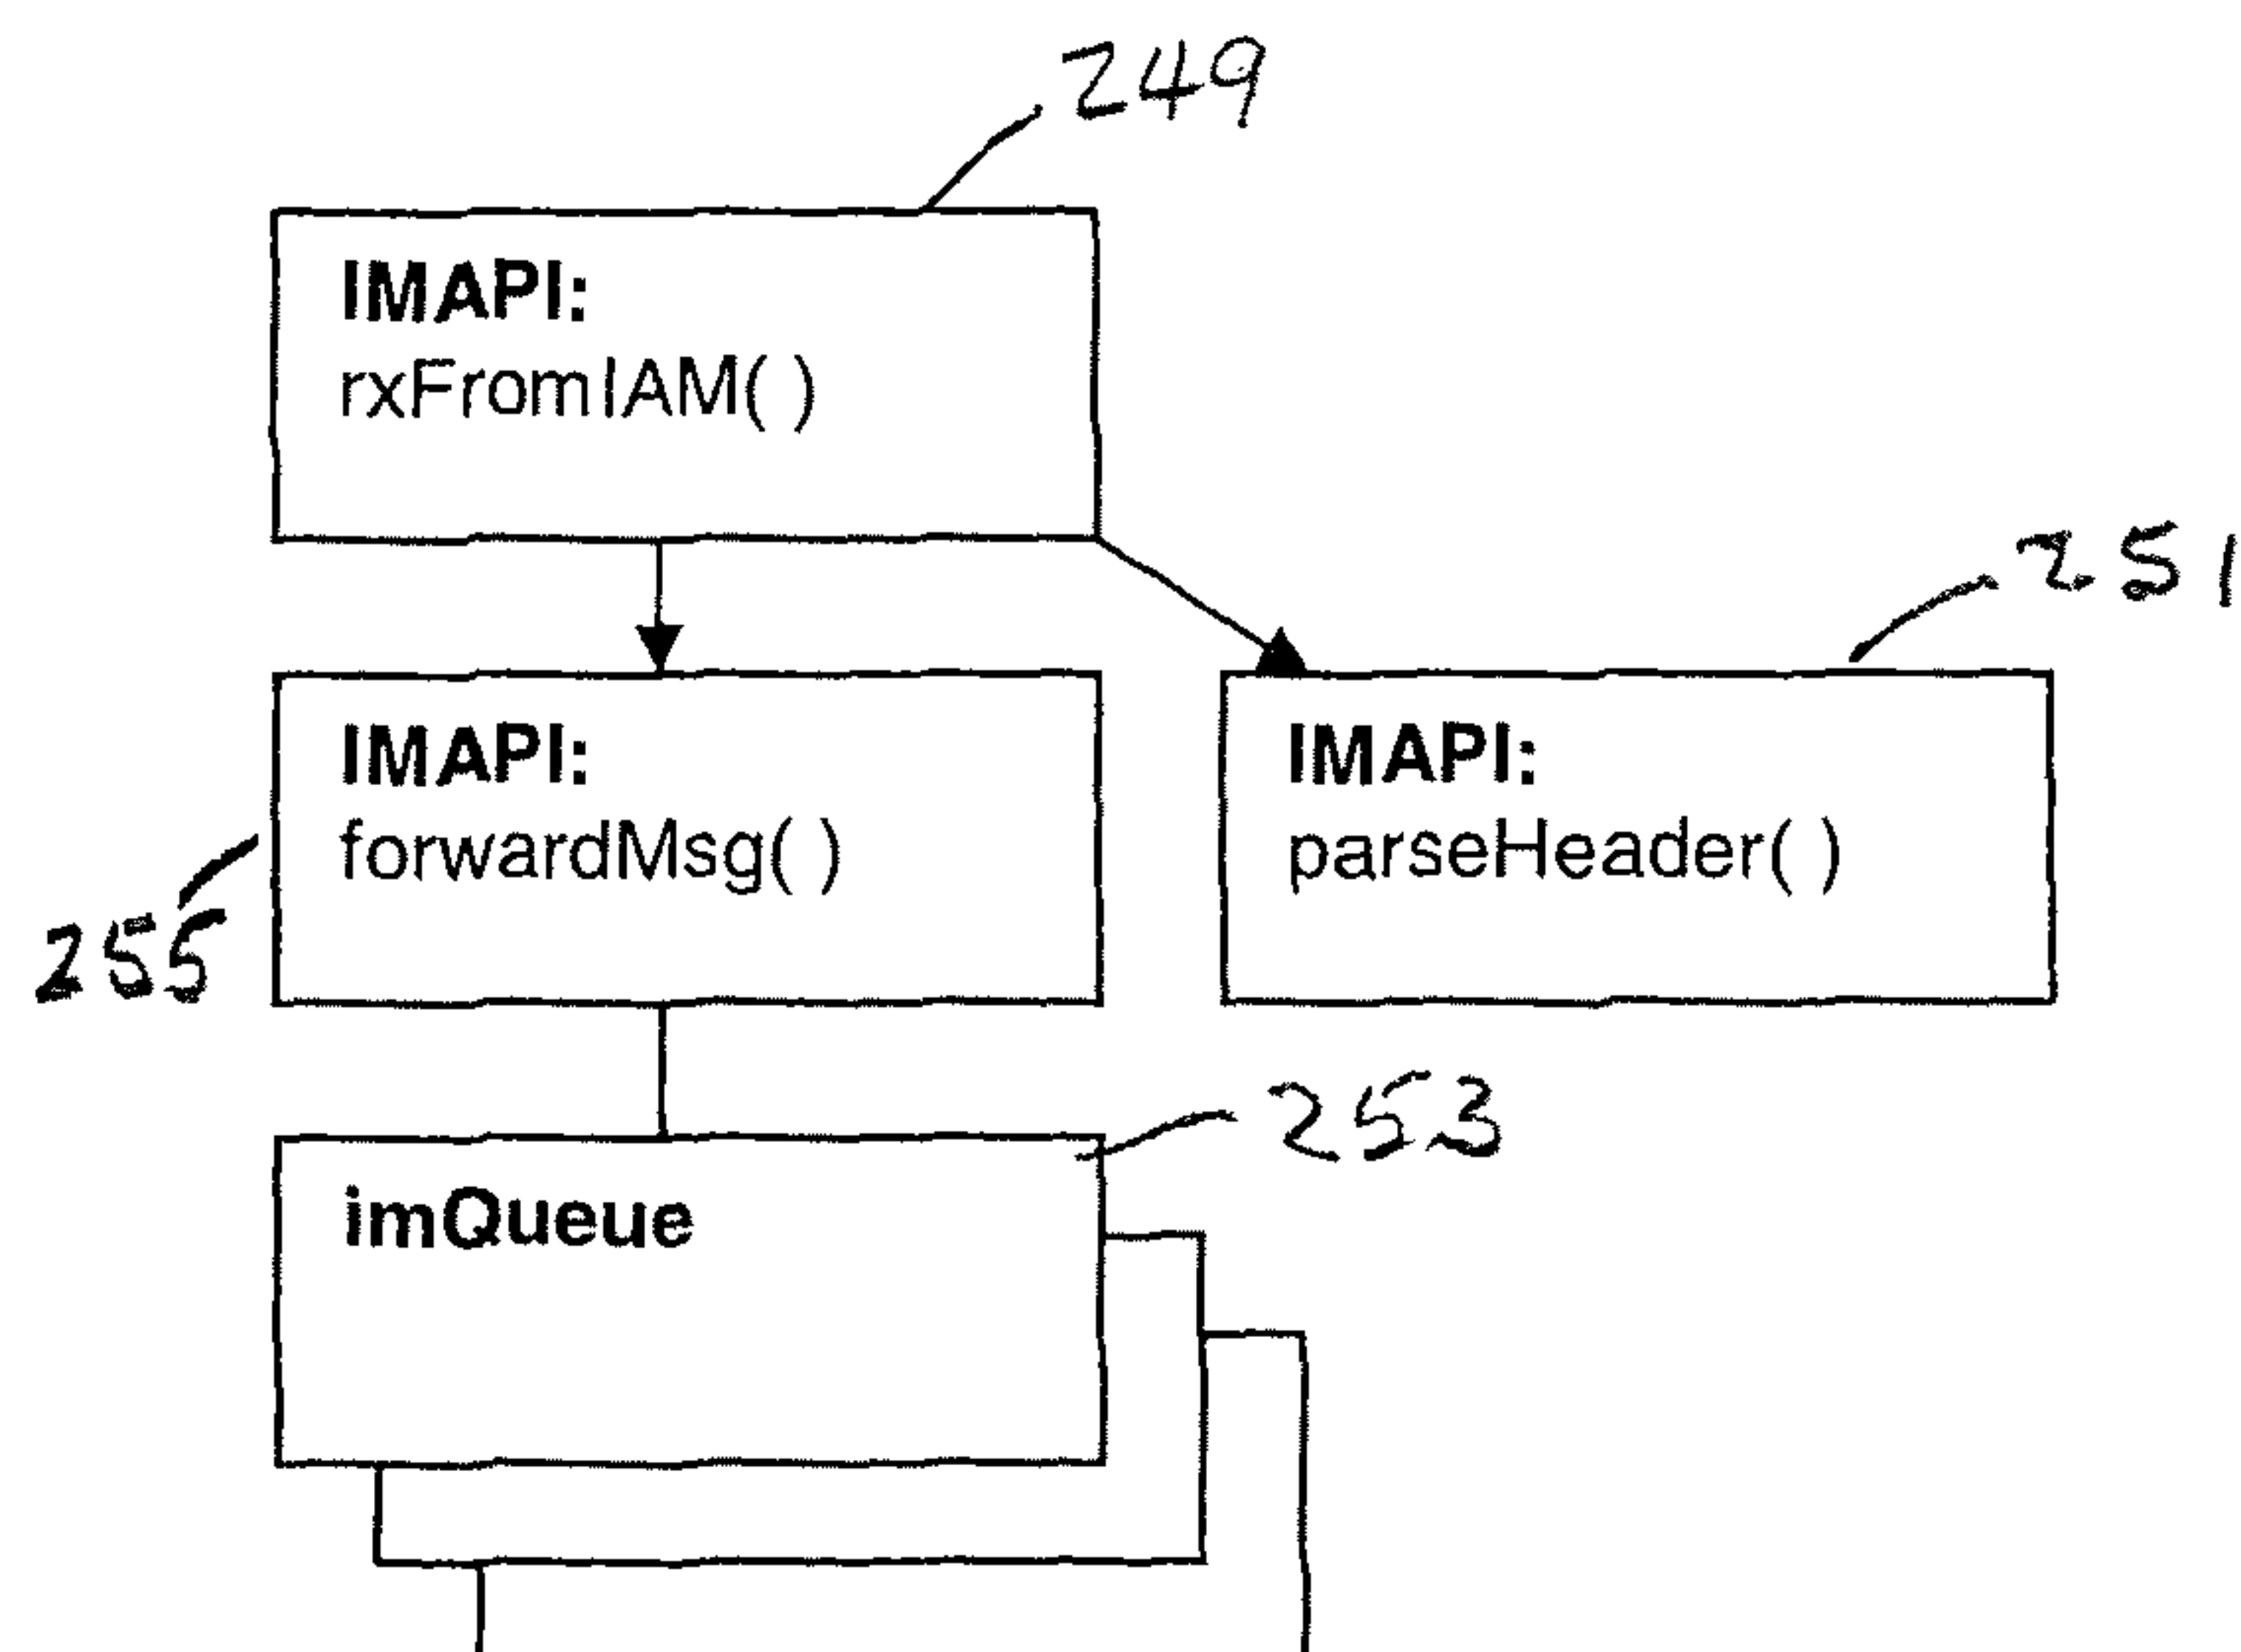 249
IMAPI:
rxFromIAM( )
251
IMAPI:
forwardMsg( )
IMAPI:
parseHeader( )
255
253
imQueue